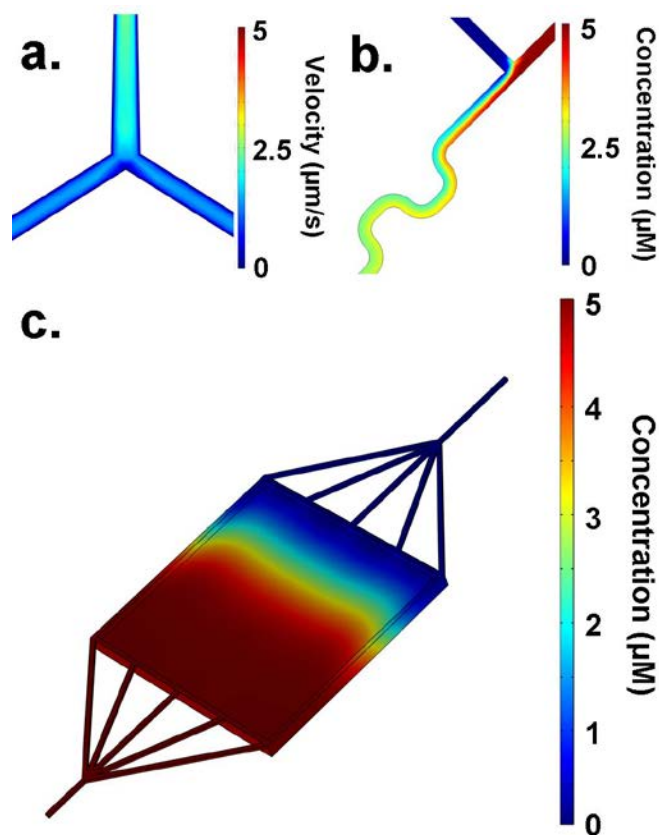 a.
5
2.5
0
Velocity (µm/s)
b.
5
2.5
0
Concentration (µM)
c.
5
4
3
2
1
0
Concentration (µM)